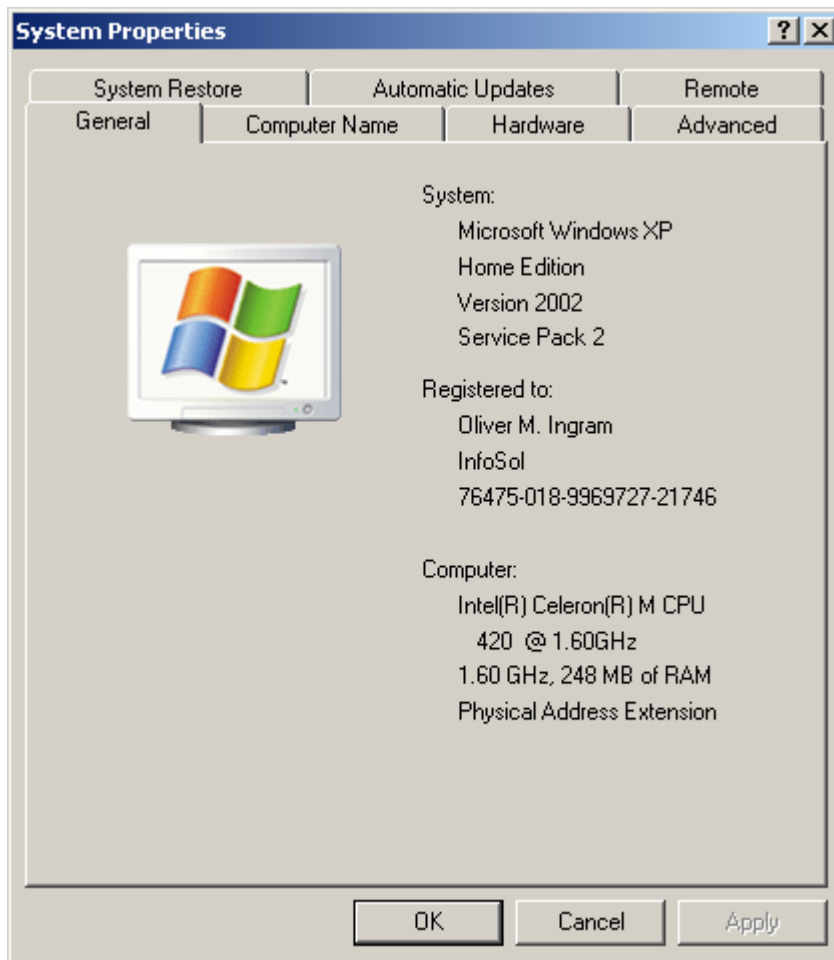 System Properties
System Restore Automatic Updates Remote
General Computer Name Hardware Advanced
System:
Microsoft Windows XP
Home Edition
Version 2002
Service Pack 2
Registered to:
Oliver M. Ingram
InfoSol
76475-018-9969727-21746
Computer:
Intel(R) Celeron(R) M CPU
420 @ 1.60GHz
1.60 GHz, 248 MB of RAM
Physical Address Extension
OK Cancel Apply